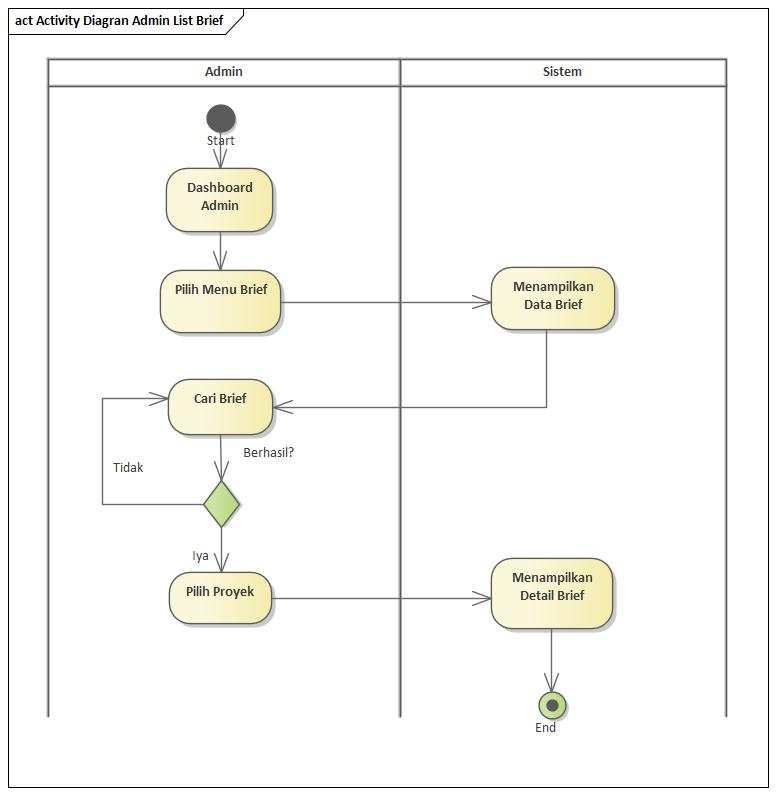 act Activity Diagran Admin List Brief
Admin
Sistem
Start
Dashboard
Admin
Pilih Menu Brief
Menampilkan
Data Brief
Cari Brief
Berhasil?
Tidak
Iya
Pilih Proyek
Menampilkan
Detail Brief
End